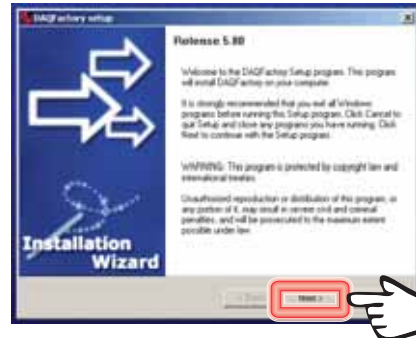 DAQFactory setup
Release 5.80
Welcome to the DAQFactory Setup program. This program
will install DAQFactory on your computer.
It is strongly recommended that you exit all Windows
programs before running this Setup program. Click Cancel to
quit Setup and close any programs you have running. Click
Next to continue with the Setup program.
WARNING: This program is protected by copyright law and
international treaties.
Unauthorized reproduction or distribution of this program, or
any portion of it, may result in severe civil and criminal
penalties, and will be prosecuted to the maximum extent
possible under law.
Installation
Wizard
< Back
Next >